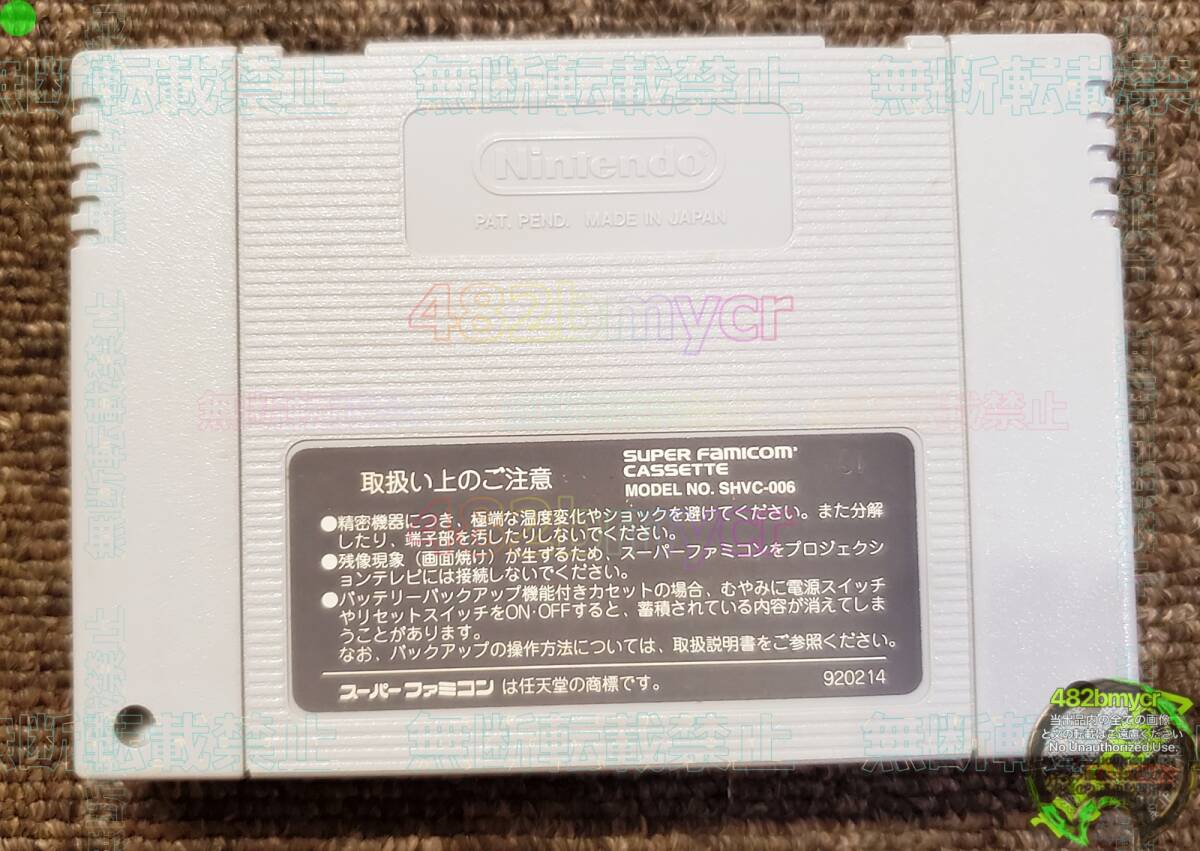 無断転載禁止 無断転載禁止 無断転載禁止
Nintendo
PAT. PEND. MADE IN JAPAN
482bmycr
無断 転載禁止
取扱い上のご注意
SUPER FAMICOM
CASSETTE
MODEL NO. SHVC-006
●精密機器につき、極端な温度変化やショックを避けてください。また分解
したり、端子部を汚したりしないでください。
●残像現象(画面焼け)が生ずるため、スーパーファミコンをプロジェクシ
ョンテレビには接続しないでください。
●バッテリーバックアップ機能付きカセットの場合、むやみに電源スイッチ
やリセットスイッチをON・OFFすると、蓄積されている内容が消えてしま
うことがあります。
なお、バックアップの操作方法については、取扱説明書をご参照ください。
スーパーファミコン は任天堂の商標です。
920214
482bmycr
当出品内の全ての画像
No Unauthorized Use.
無断転載禁止 無断転載禁止